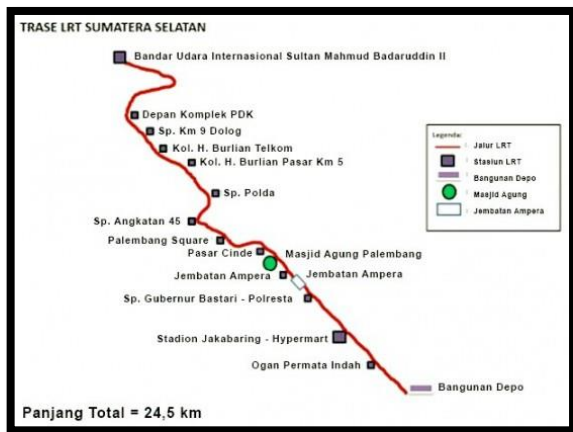 TRASE LRT SUMATERA SELATAN
Bandar Udara Internasional Sultan Mahmud Badaruddin II
Depan Komplek PDK
Sp. Km 9 Dolog
Kol. H. Burlian Telkom
Kol. H. Burlian Pasar Km 5
Sp. Polda
Sp. Angkatan 45
Palembang Square
Pasar Cinde
Masjid Agung Palembang
Jembatan Ampera
Jembatan Ampera
Sp. Gubernur Bastari - Polresta
Stadion Jakabaring - Hypermart
Ogan Permata Indah
Bangunan Depo
Panjang Total = 24,5 km
Legenda:
: Jalur LRT
: Stasiun LRT
: Bangunan Depo
: Masjid Agung
: Jembatan Ampera